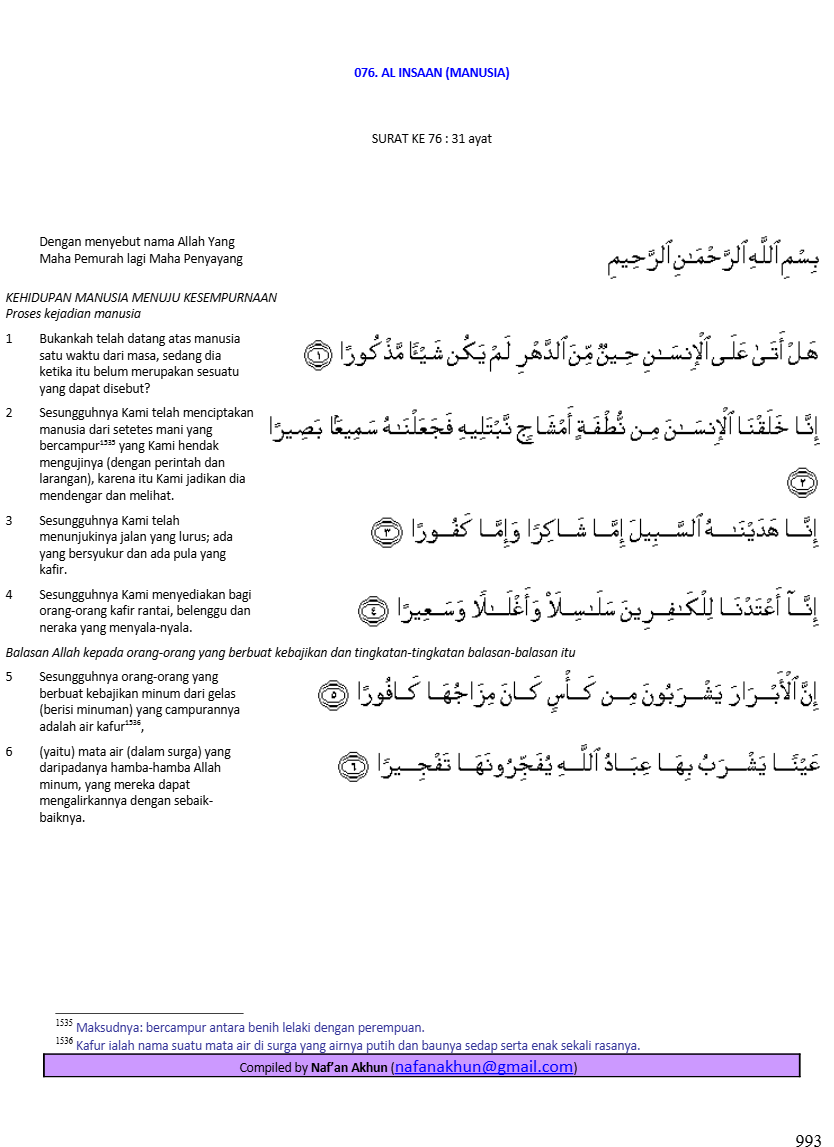 076. AL INSAAN (MANUSIA)
SURAT KE 76 : 31 ayat
Dengan menyebut nama Allah Yang
Maha Pemurah lagi Maha Penyayang
بِسْمِ ٱللَّهِ ٱلرَّحْمَـٰنِ ٱلرَّحِيمِ
KEHIDUPAN MANUSIA MENUJU KESEMPURNAAN
Proses kejadian manusia
1 Bukankah telah datang atas manusia
satu waktu dari masa, sedang dia
ketika itu belum merupakan sesuatu
yang dapat disebut?
هَلْ أَتَىٰ عَلَى ٱلْإِنسَـٰنِ حِينٌ مِّنَ ٱلدَّهْرِ لَمْ يَكُن شَيْـًٔا مَّذْكُورًا ١
2 Sesungguhnya Kami telah menciptakan
manusia dari setetes mani yang
bercampur1535 yang Kami hendak
mengujinya (dengan perintah dan
larangan), karena itu Kami jadikan dia
mendengar dan melihat.
إِنَّا خَلَقْنَا ٱلْإِنسَـٰنَ مِن نُّطْفَةٍ أَمْشَاجٍ نَّبْتَلِيهِ فَجَعَلْنَـٰهُ سَمِيعًۢا بَصِيرًا
٢
3 Sesungguhnya Kami telah
menunjukinya jalan yang lurus; ada
yang bersyukur dan ada pula yang
kafir.
إِنَّا هَدَيْنَـٰهُ ٱلسَّبِيلَ إِمَّا شَاكِرًا وَإِمَّا كَفُورًا ٣
4 Sesungguhnya Kami menyediakan bagi
orang-orang kafir rantai, belenggu dan
neraka yang menyala-nyala.
إِنَّآ أَعْتَدْنَا لِلْكَـٰفِرِينَ سَلَـٰسِلَا۟ وَأَغْلَـٰلًا وَسَعِيرًا ٤
Balasan Allah kepada orang-orang yang berbuat kebajikan dan tingkatan-tingkatan balasan-balasan itu
5 Sesungguhnya orang-orang yang
berbuat kebajikan minum dari gelas
(berisi minuman) yang campurannya
adalah air kafur1536,
إِنَّ ٱلْأَبْرَارَ يَشْرَبُونَ مِن كَأْسٍ كَانَ مِزَاجُهَا كَافُورًا ٥
6 (yaitu) mata air (dalam surga) yang
daripadanya hamba-hamba Allah
minum, yang mereka dapat
mengalirkannya dengan sebaik-
baiknya.
عَيْنًا يَشْرَبُ بِهَا عِبَادُ ٱللَّهِ يُفَجِّرُونَهَا تَفْجِيرًا ٦
1535 Maksudnya: bercampur antara benih lelaki dengan perempuan.
1536 Kafur ialah nama suatu mata air di surga yang airnya putih dan baunya sedap serta enak sekali rasanya.
Compiled by Naf’an Akhun (nafanakhun@gmail.com)
993